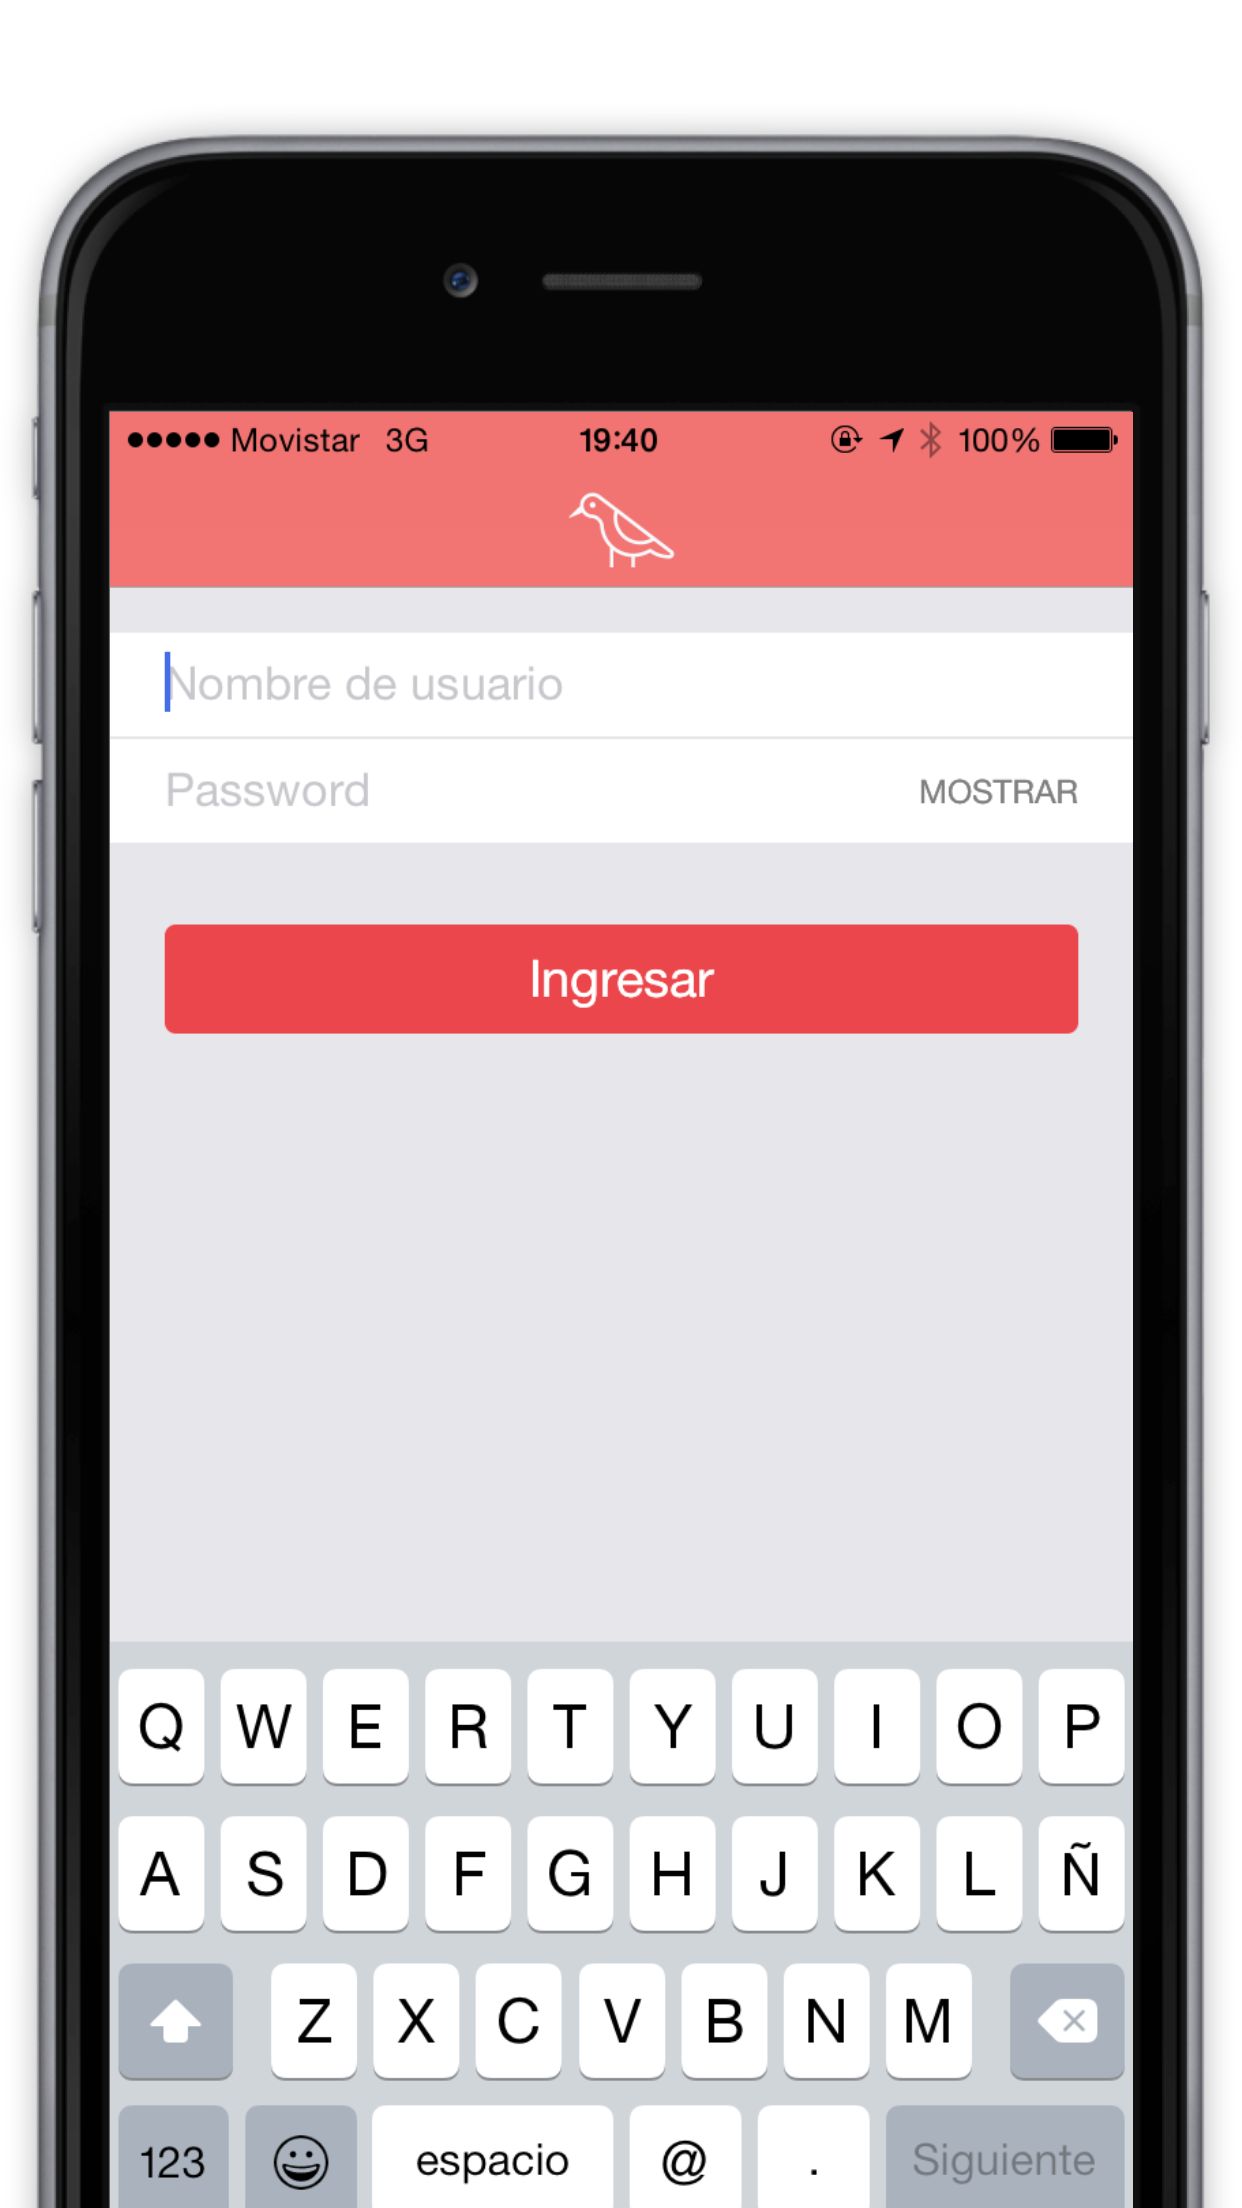 Movistar 3G 19:40 100%
Nombre de usuario
Password MOSTRAR
Ingresar
Q W E R T Y U I O P
A S D F G H J K L Ñ
Z X C V B N M
123 espacio @ . Siguiente